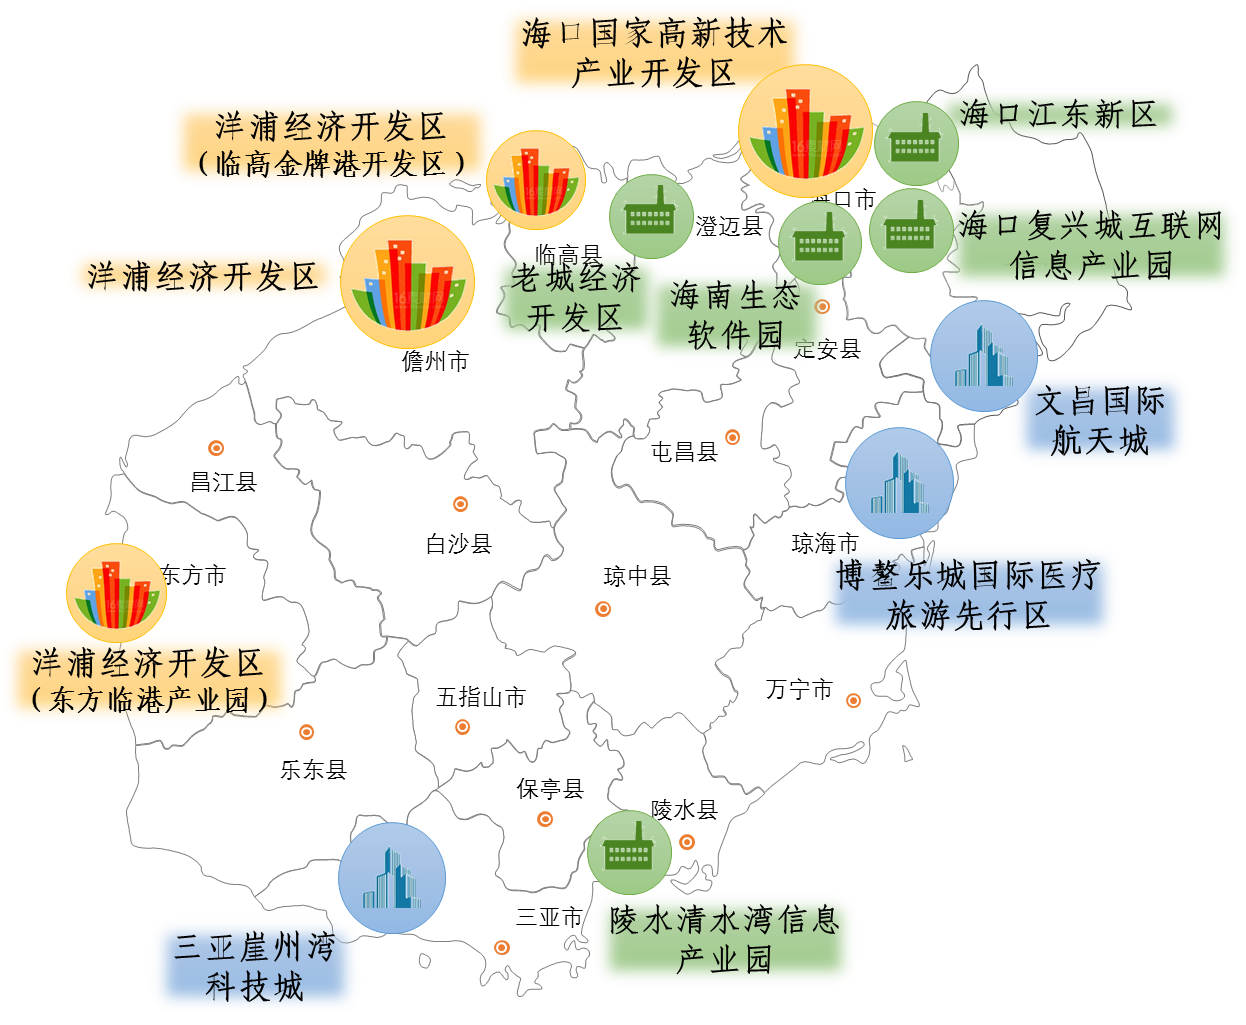 海口国家高新技术
产业开发区
海口江东新区
洋浦经济开发区
（临高金牌港开发区）
海口市
澄迈县
海口复兴城互联网
信息产业园
临高县
洋浦经济开发区
老城经济
开发区
海南生态
软件园
定安县
儋州市
文昌国际
航天城
屯昌县
昌江县
白沙县
琼海市
博鳌乐城国际医疗
旅游先行区
东方市
琼中县
洋浦经济开发区
（东方临港产业园）
五指山市
万宁市
乐东县
保亭县
陵水县
三亚市
陵水清水湾信息
产业园
三亚崖州湾
科技城